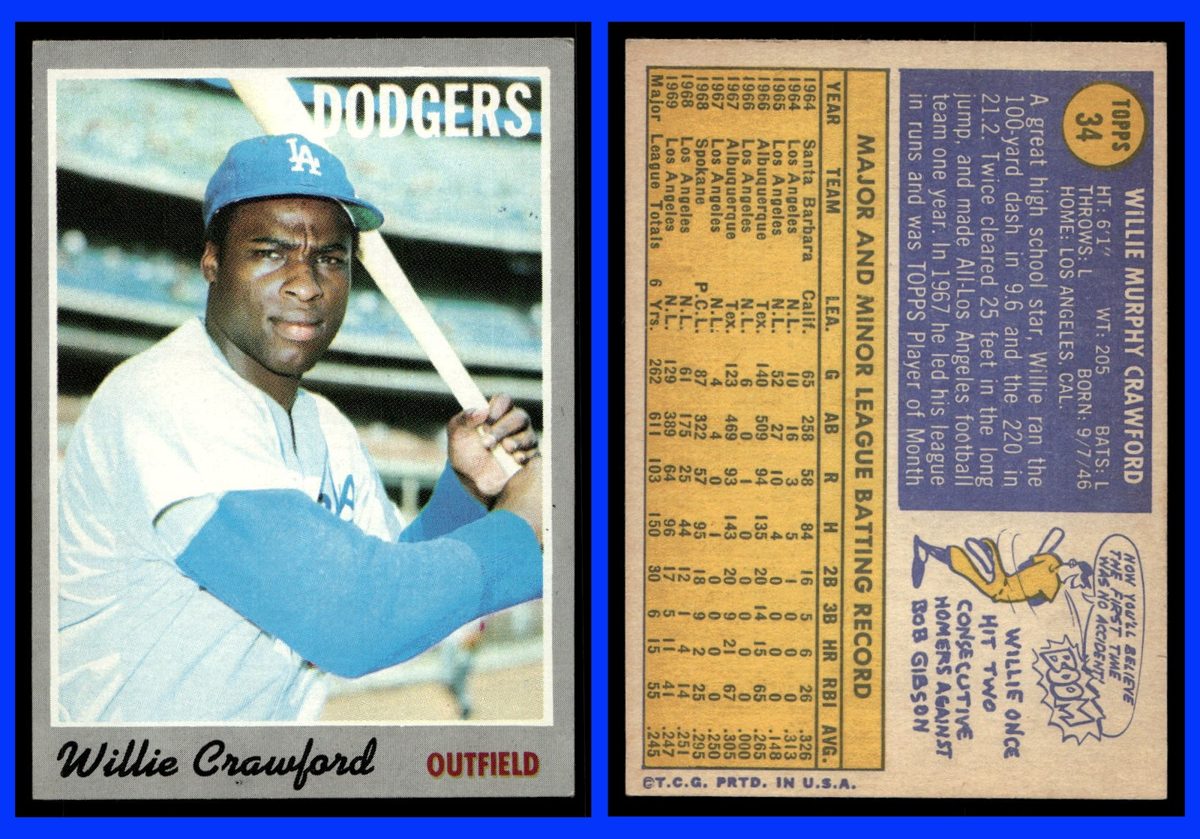 DODGERS
LA
Willie Crawford
OUTFIELD
TOPPS
34
WILLIE MURPHY CRAWFORD
HT: 6'1" WT: 205 BATS: L
THROWS: L BORN: 9/7/46
HOME: LOS ANGELES, CAL.
A great high school star, Willie ran the
100-yard dash in 9.6 and the 220 in
21.2. Twice cleared 25 feet in the long
jump, and made All-Los Angeles football
team one year. In 1967 he led his league
in runs and was TOPPS Player of Month
NOW YOU'LL BELIEVE
THE FIRST TIME
WAS NO ACCIDENT!
BOOM
WILLIE ONCE
HIT TWO
CONSECUTIVE
HOMERS AGAINST
BOB GIBSON
MAJOR AND MINOR LEAGUE BATTING RECORD
YEAR TEAM LEA G AB R H 2B 3B HR RBI AVG.
1964 Santa Barbara Calif. 65 258 58 84 16 5 6 26 .326
1964 Los Angeles N.L. 10 16 3 5 1 0 0 0 .313
1965 Los Angeles N.L. 52 27 10 4 0 0 0 0 .148
1966 Albuquerque Tex. 140 509 94 135 20 14 15 65 .265
1966 Los Angeles N.L. 6 0 1 0 0 0 0 0 .000
1967 Albuquerque Tex. 123 469 93 143 20 9 21 67 .305
1967 Los Angeles N.L. 4 4 0 1 0 0 0 0 .250
1968 Spokane P.C.L. 87 322 57 95 18 9 2 25 .295
1968 Los Angeles N.L. 61 175 25 44 12 1 4 14 .251
1969 Los Angeles N.L. 129 389 64 96 17 5 11 41 .247
Major League Totals 6 Yrs. 262 611 103 150 30 6 15 55 .245
©T.C.G. PRTD. IN U.S.A.